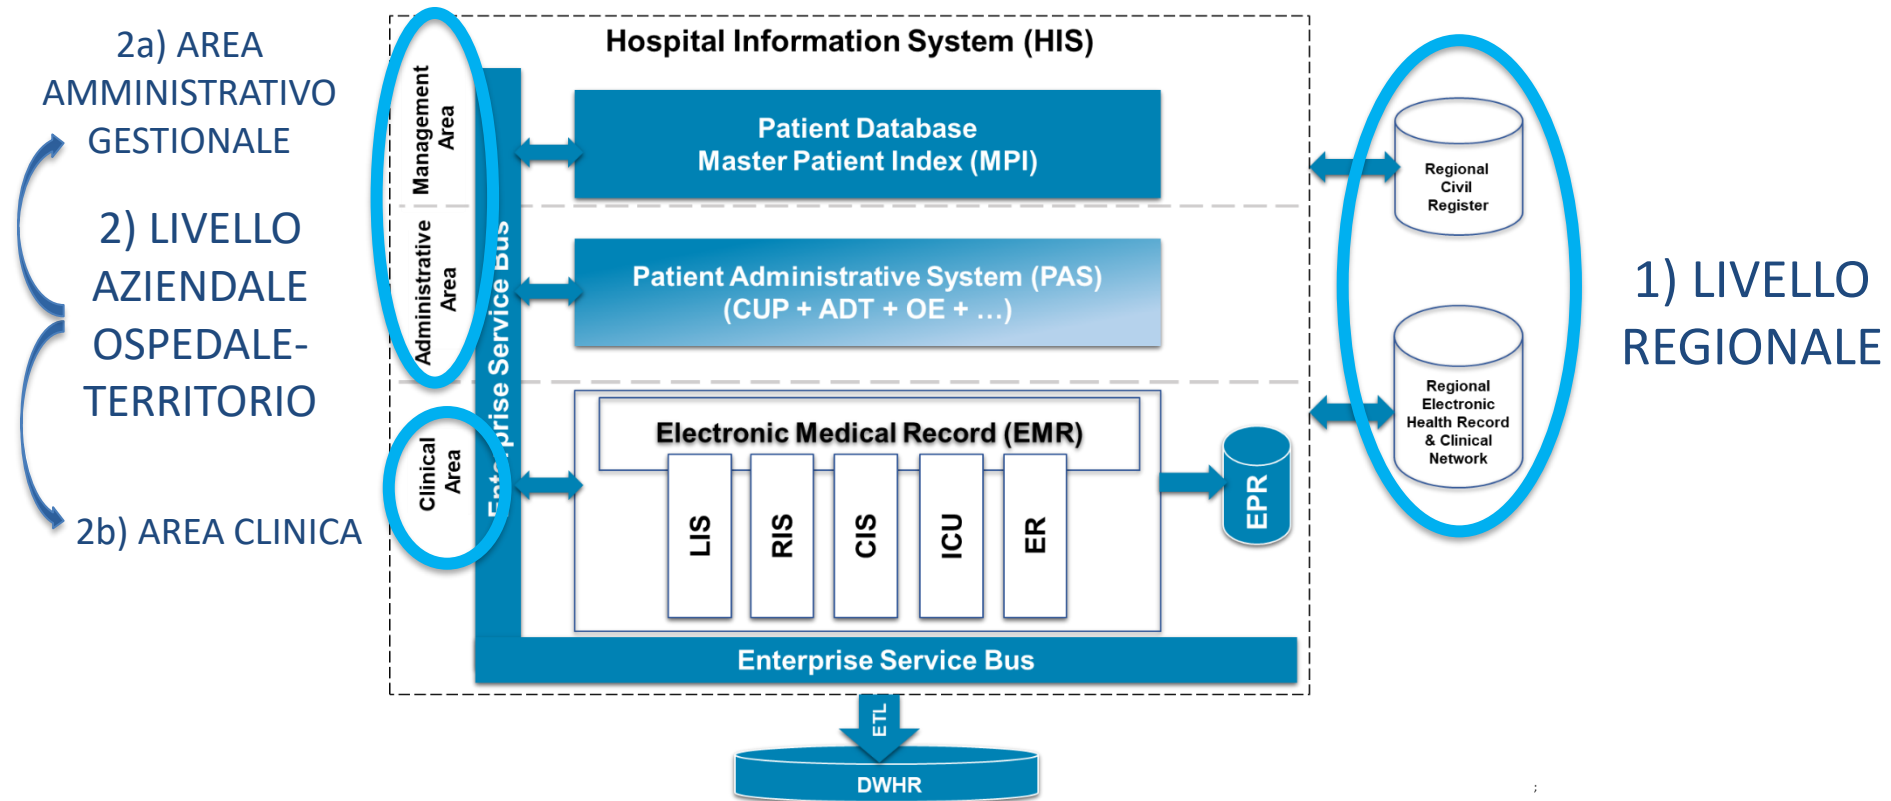 2a) AREA
AMMINISTRATIVO
GESTIONALE
2) LIVELLO
AZIENDALE
OSPEDALE-
TERRITORIO
2b) AREA CLINICA
Hospital Information System (HIS)
Management
Area
Administrative
Area
Clinical
Area
Enterprise Service Bus
Patient Database
Master Patient Index (MPI)
Patient Administrative System (PAS)
(CUP + ADT + OE + …)
Electronic Medical Record (EMR)
LIS
RIS
CIS
ICU
ER
EPR
Enterprise Service Bus
ETL
DWHR
Regional
Civil
Register
Regional
Electronic
Health Record
& Clinical
Network
1) LIVELLO
REGIONALE
;